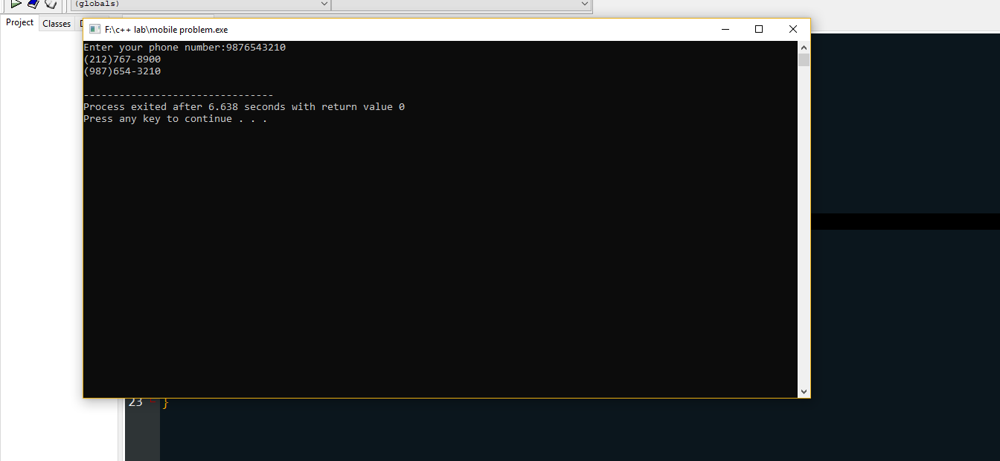 (globals)
Project Classes
F:\c++ lab\mobile problem.exe
Enter your phone number:9876543210
(212)767-8900
(987)654-3210
--------------------------------
Process exited after 6.638 seconds with return value 0
Press any key to continue . . .
23 }